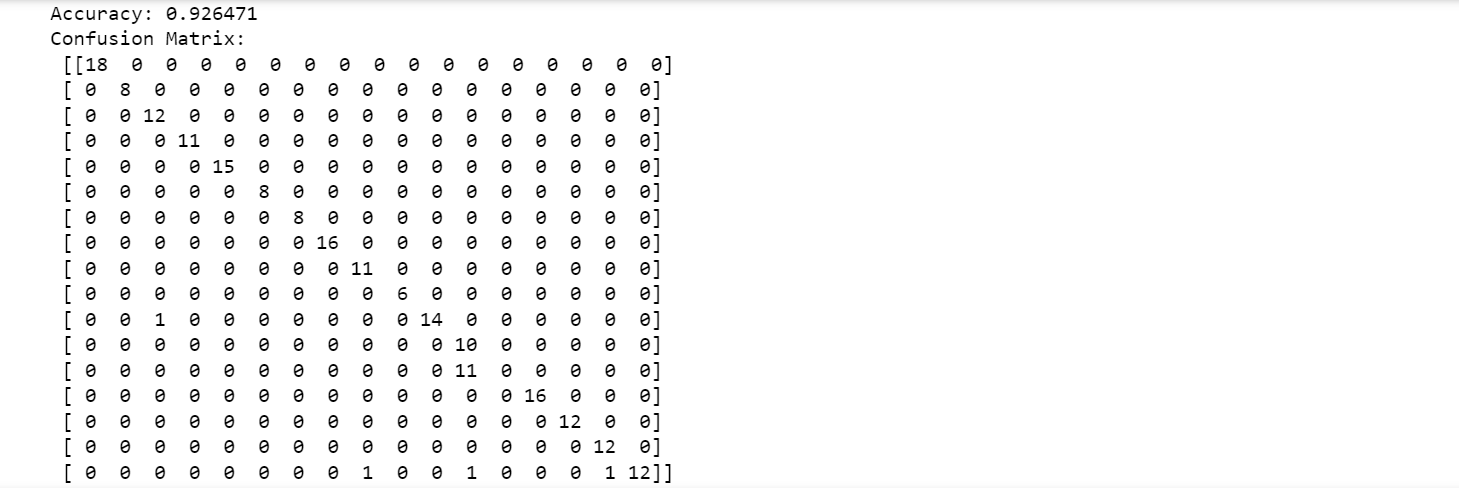 Accuracy: 0.926471
Confusion Matrix:
[[18  0  0  0  0  0  0  0  0  0  0  0  0  0  0  0  0]
[ 0  8  0  0  0  0  0  0  0  0  0  0  0  0  0  0  0]
[ 0  0 12  0  0  0  0  0  0  0  0  0  0  0  0  0  0]
[ 0  0  0 11  0  0  0  0  0  0  0  0  0  0  0  0  0]
[ 0  0  0  0 15  0  0  0  0  0  0  0  0  0  0  0  0]
[ 0  0  0  0  0  8  0  0  0  0  0  0  0  0  0  0  0]
[ 0  0  0  0  0  0  8  0  0  0  0  0  0  0  0  0  0]
[ 0  0  0  0  0  0  0 16  0  0  0  0  0  0  0  0  0]
[ 0  0  0  0  0  0  0  0 11  0  0  0  0  0  0  0  0]
[ 0  0  0  0  0  0  0  0  0  6  0  0  0  0  0  0  0]
[ 0  0  1  0  0  0  0  0  0  0 14  0  0  0  0  0  0]
[ 0  0  0  0  0  0  0  0  0  0  0 10  0  0  0  0  0]
[ 0  0  0  0  0  0  0  0  0  0  0 11  0  0  0  0  0]
[ 0  0  0  0  0  0  0  0  0  0  0  0  0 16  0  0  0]
[ 0  0  0  0  0  0  0  0  0  0  0  0  0  0 12  0  0]
[ 0  0  0  0  0  0  0  0  0  0  0  0  0  0  0 12  0]
[ 0  0  0  0  0  0  0  0  1  0  0  1  0  0  0  1 12]]